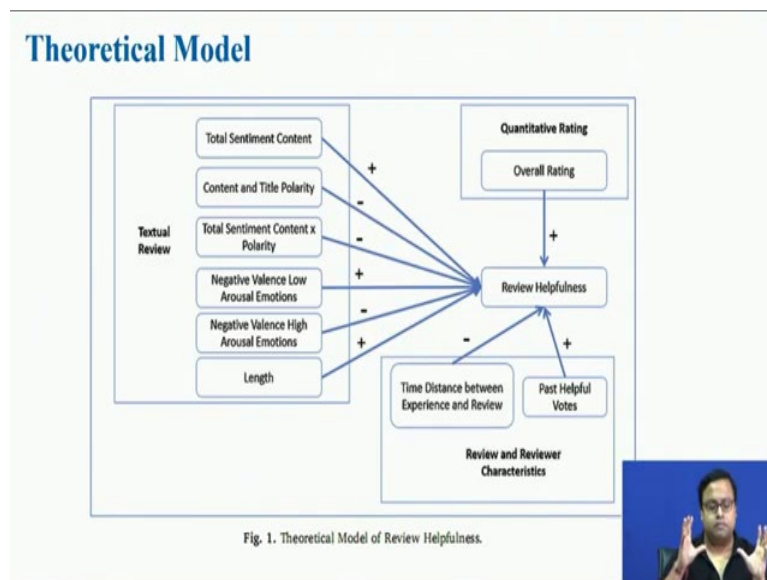 Theoretical Model
Total Sentiment Content
+
Content and Title Polarity
-
Textual
Review
Total Sentiment Content x
Polarity
-
Negative Valence Low
Arousal Emotions
+
Negative Valence High
Arousal Emotions
-
Length
+
Quantitative Rating
Overall Rating
+
Review Helpfulness
-
+
Time Distance between
Experience and Review
Past Helpful
Votes
Review and Reviewer
Characteristics
Fig. 1. Theoretical Model of Review Helpfulness.